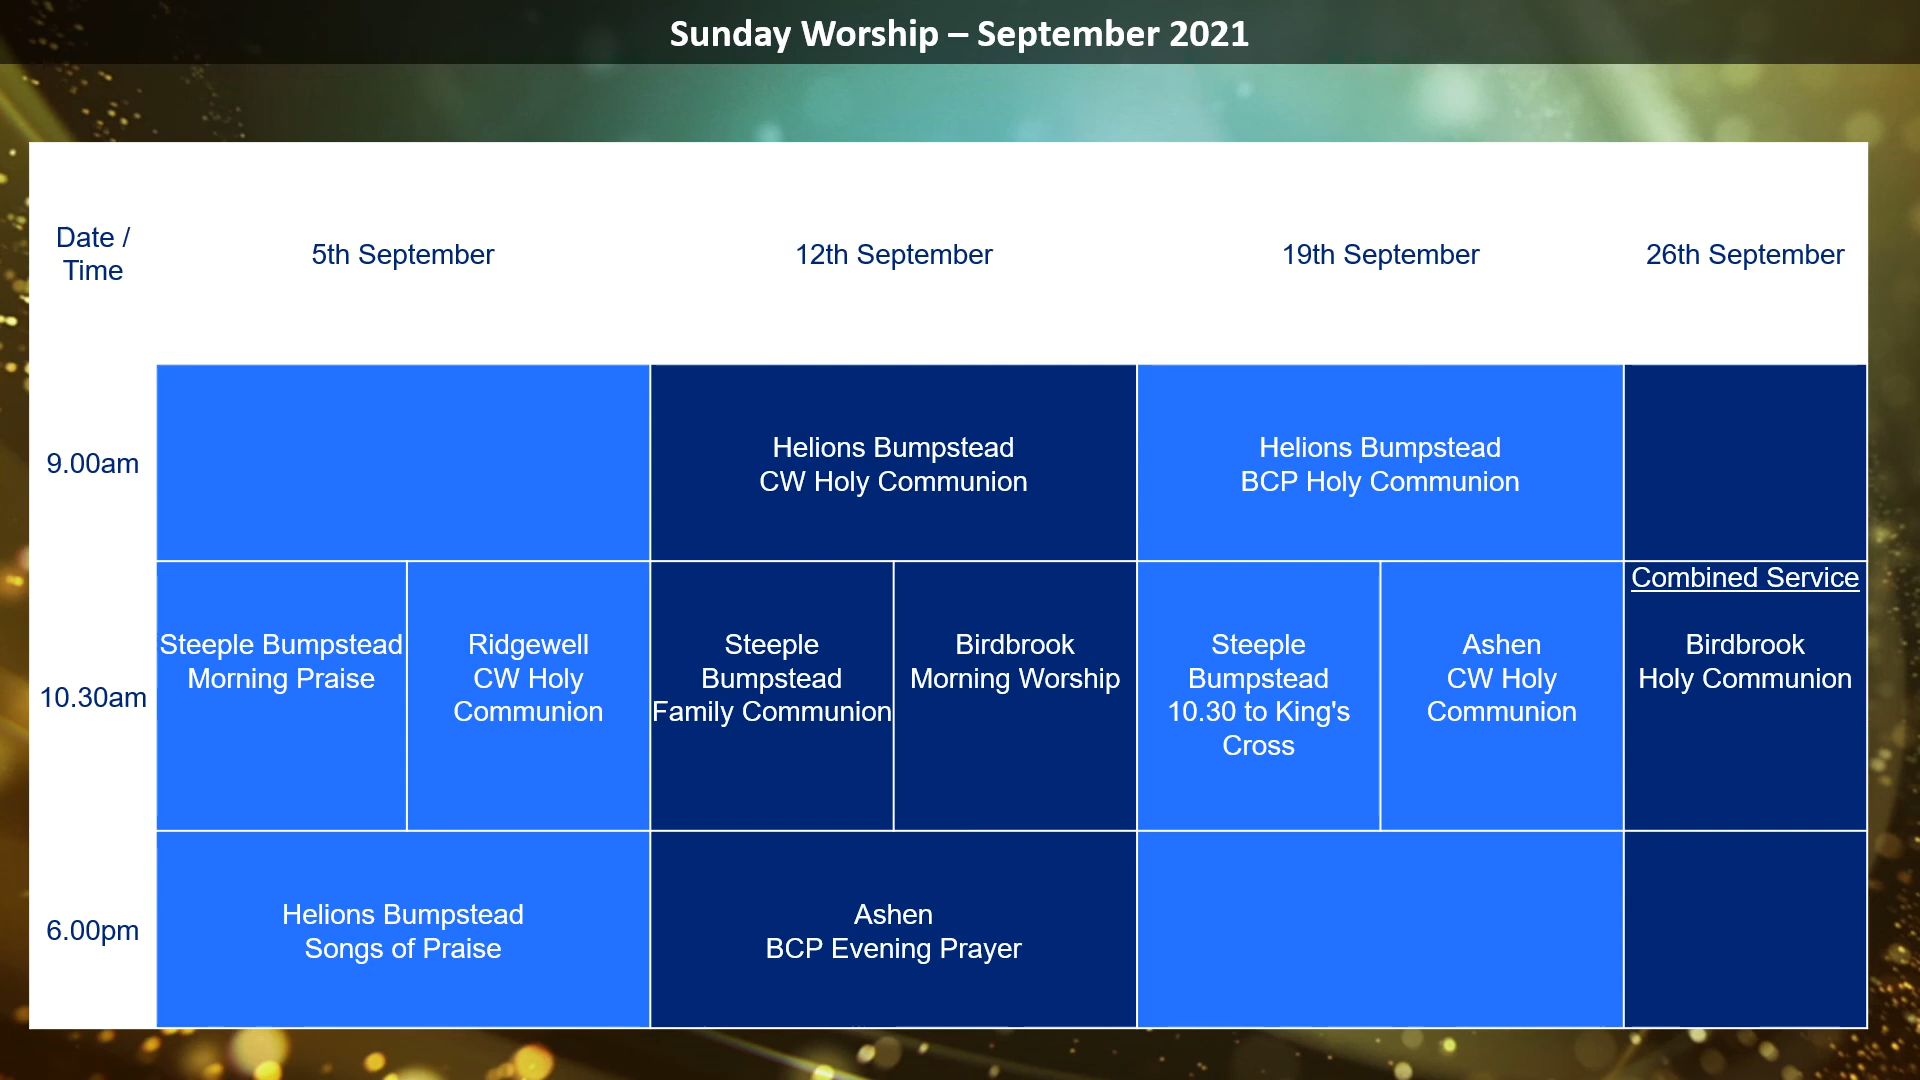 Sunday Worship – September 2021
Date /
Time
5th September
12th September
19th September
26th September
9.00am
Helions Bumpstead
CW Holy Communion
Helions Bumpstead
BCP Holy Communion
10.30am
Steeple Bumpstead
Morning Praise
Ridgewell
CW Holy
Communion
Steeple
Bumpstead
Family Communion
Birdbrook
Morning Worship
Steeple
Bumpstead
10.30 to King's
Cross
Ashen
CW Holy
Communion
Combined Service
Birdbrook
Holy Communion
6.00pm
Helions Bumpstead
Songs of Praise
Ashen
BCP Evening Prayer